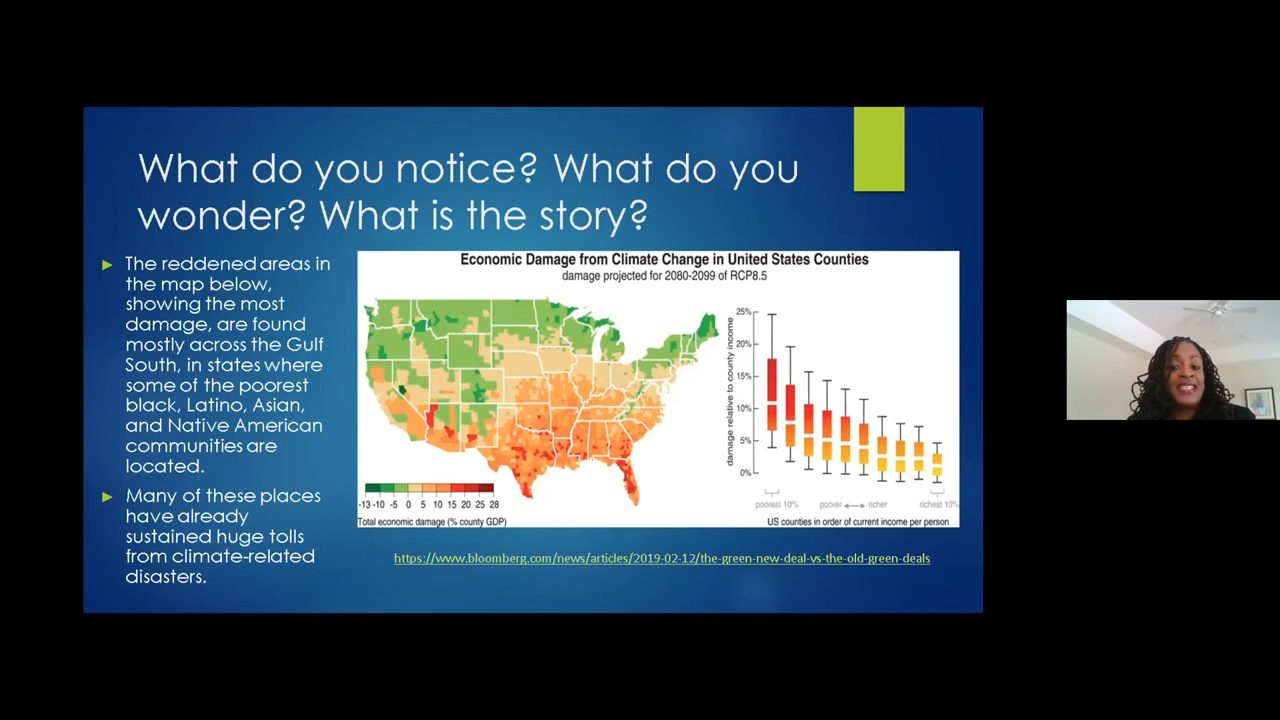 What do you notice? What do you
wonder? What is the story?
The reddened areas in
the map below,
showing the most
damage, are found
mostly across the Gulf
South, in states where
some of the poorest
black, Latino, Asian,
and Native American
communities are
located.
Many of these places
have already
sustained huge tolls
from climate-related
disasters.
Economic Damage from Climate Change in United States Counties
damage projected for 2080-2099 of RCP8.5
-13 -10 -5 0 5 10 15 20 25 28
Total economic damage (% county GDP)
damage relative to county income
25%
20%
15%
10%
5%
0%
poorest 10% poorer richer richest 10%
US counties in order of current income per person
https://www.bloomberg.com/news/articles/2019-02-12/the-green-new-deal-vs-the-old-green-deals